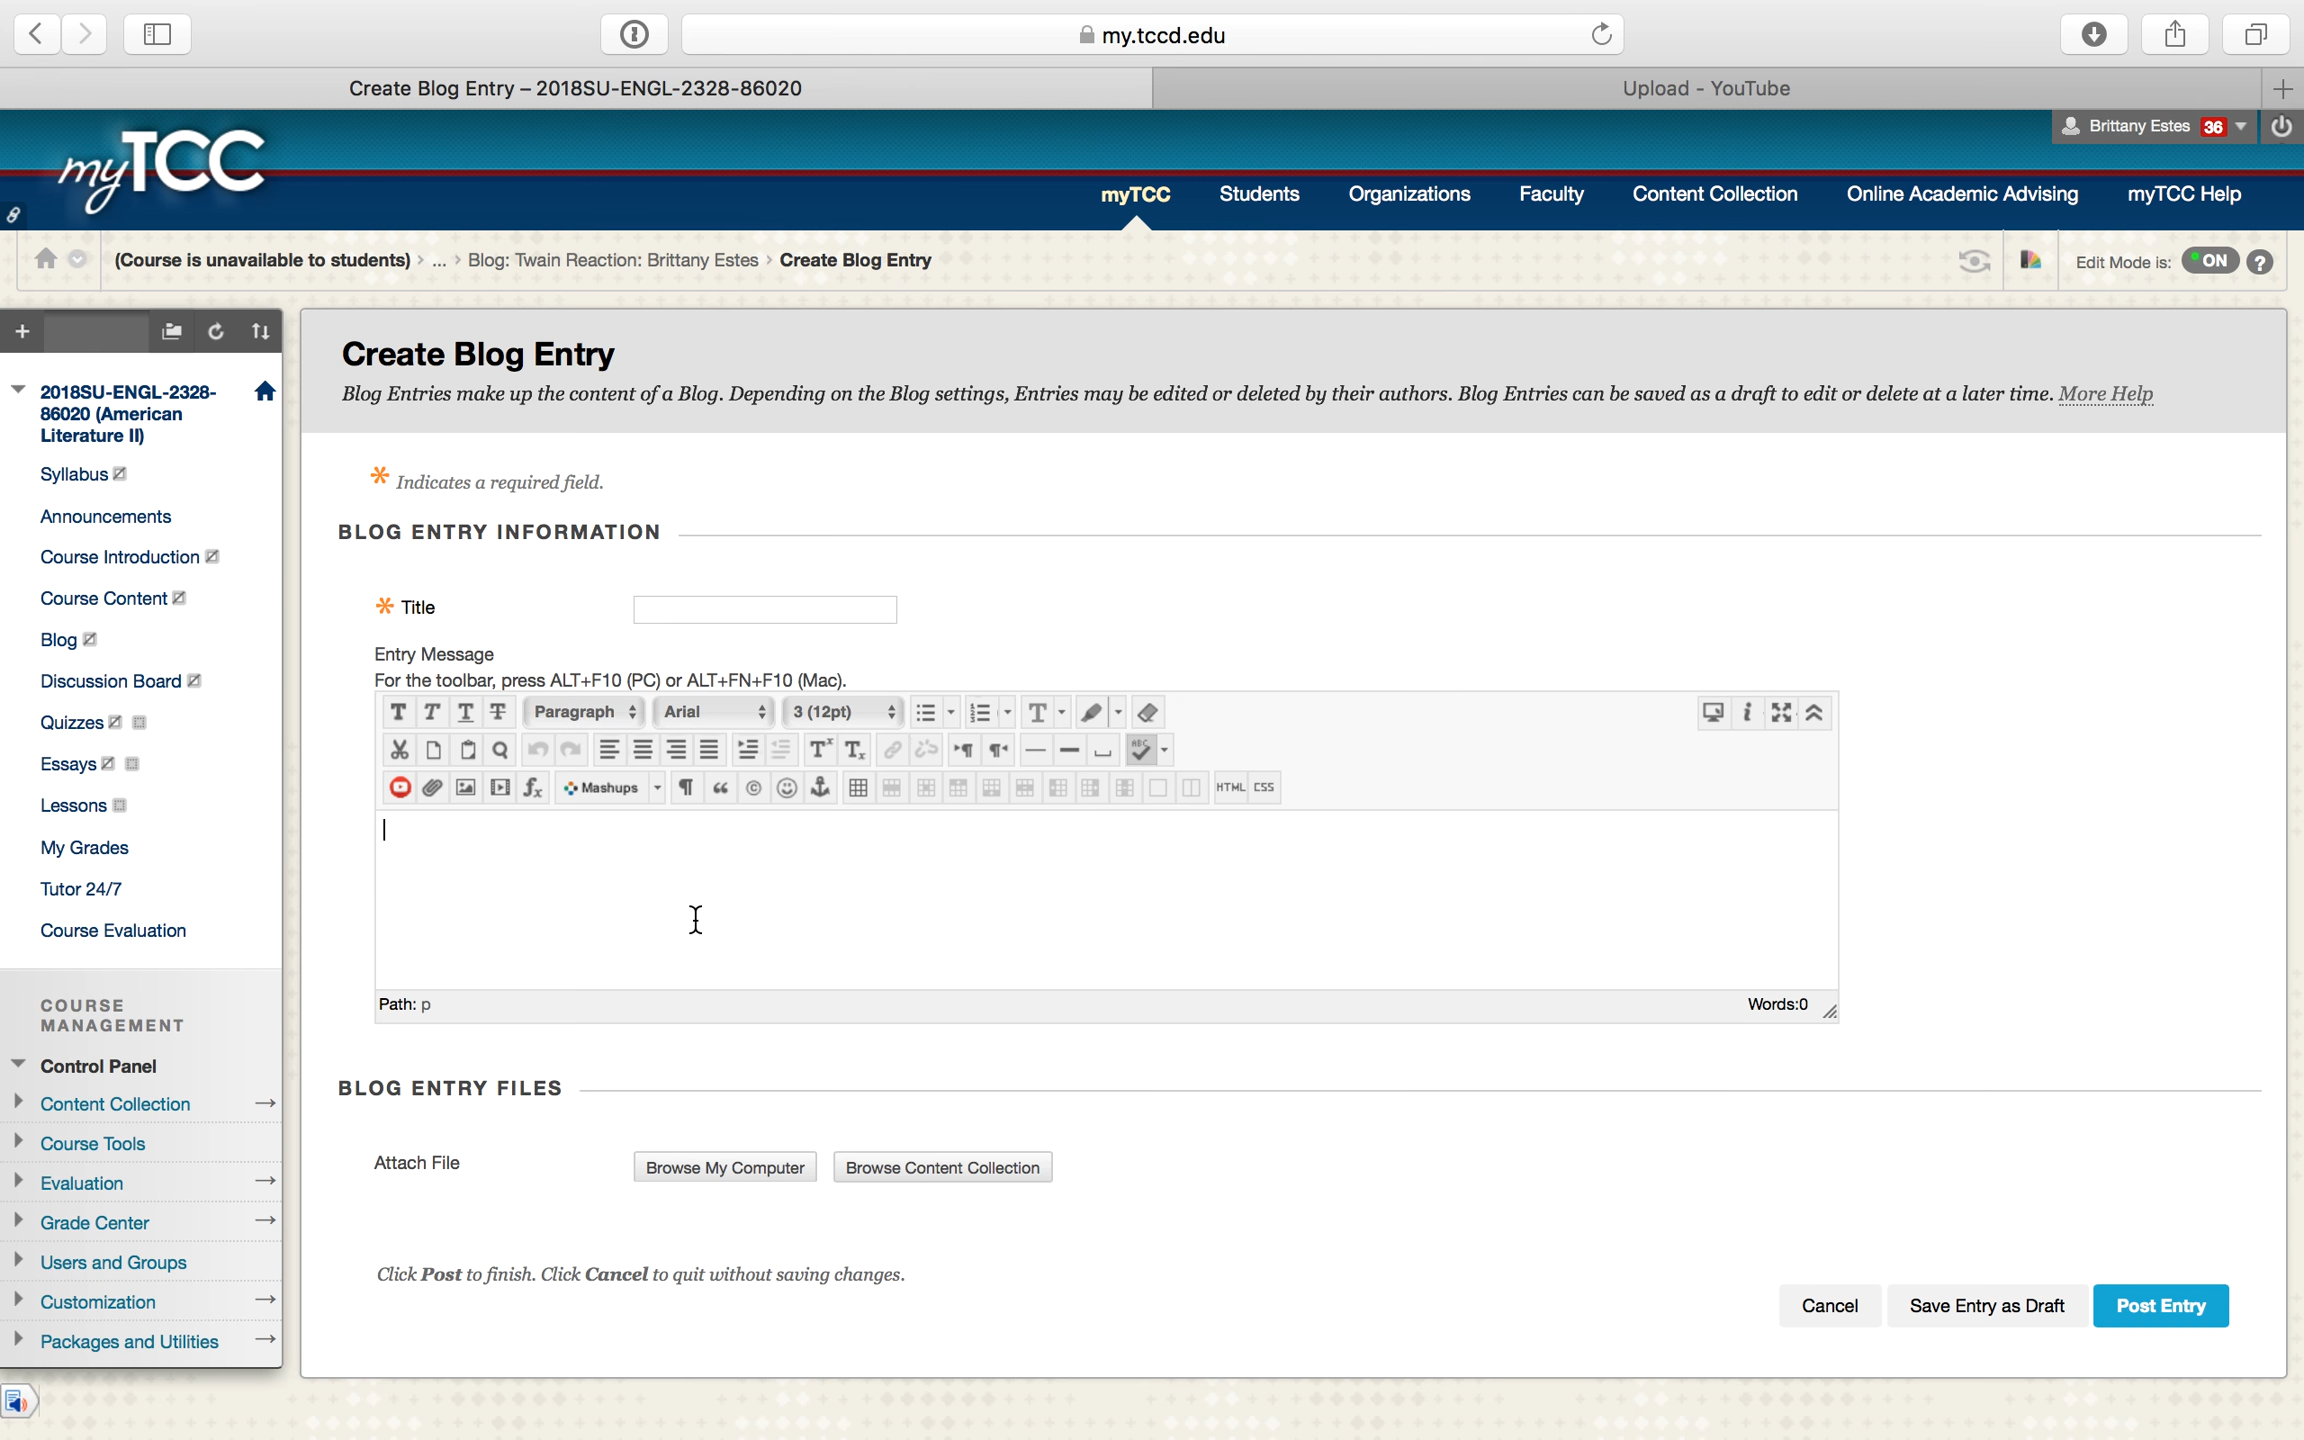 my.tccd.edu
Create Blog Entry – 2018SU-ENGL-2328-86020
Upload - YouTube
myTCC
Brittany Estes 36
myTCC Students Organizations Faculty Content Collection Online Academic Advising myTCC Help
(Course is unavailable to students) ... Blog: Twain Reaction: Brittany Estes Create Blog Entry
Edit Mode is: ON ?
2018SU-ENGL-2328-
86020 (American
Literature II)
Syllabus
Announcements
Course Introduction
Course Content
Blog
Discussion Board
Quizzes
Essays
Lessons
My Grades
Tutor 24/7
Course Evaluation
COURSE
MANAGEMENT
Control Panel
Content Collection
Course Tools
Evaluation
Grade Center
Users and Groups
Customization
Packages and Utilities
Create Blog Entry
Blog Entries make up the content of a Blog. Depending on the Blog settings, Entries may be edited or deleted by their authors. Blog Entries can be saved as a draft to edit or delete at a later time. More Help
* Indicates a required field.
BLOG ENTRY INFORMATION
* Title
Entry Message
For the toolbar, press ALT+F10 (PC) or ALT+FN+F10 (Mac).
T T T T Paragraph Arial 3 (12pt) T i
Tx Tx ¶ ¶ ABC
fx Mashups ¶ “ © HTML CSS
Path: p
Words:0
BLOG ENTRY FILES
Attach File
Browse My Computer
Browse Content Collection
Click Post to finish. Click Cancel to quit without saving changes.
Cancel
Save Entry as Draft
Post Entry